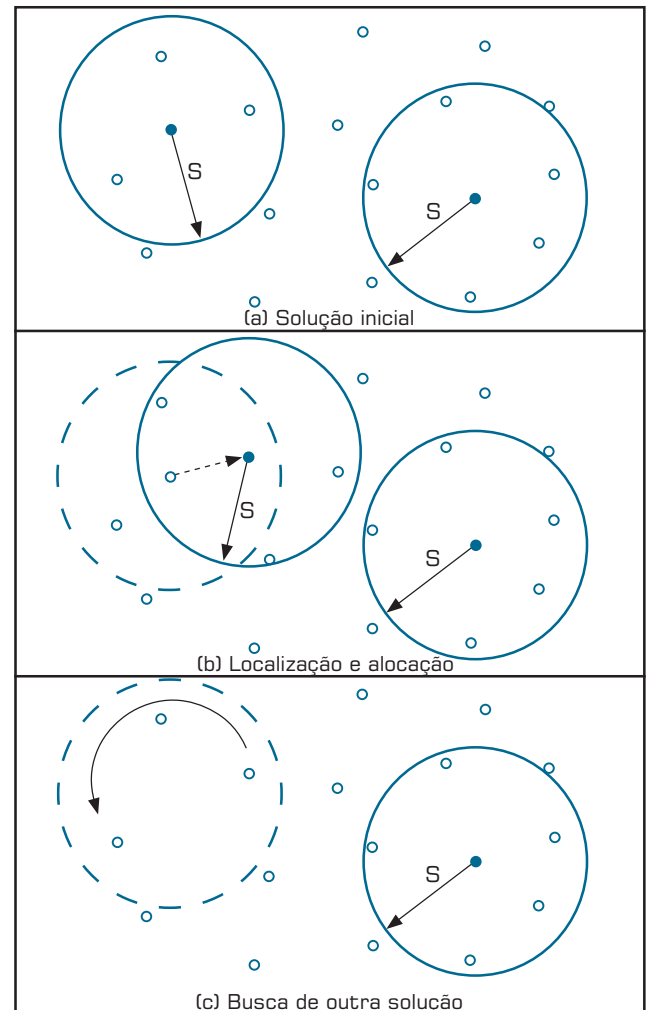 S
S
(a) Solução inicial
S
S
(b) Localização e alocação
S
(c) Busca de outra solução